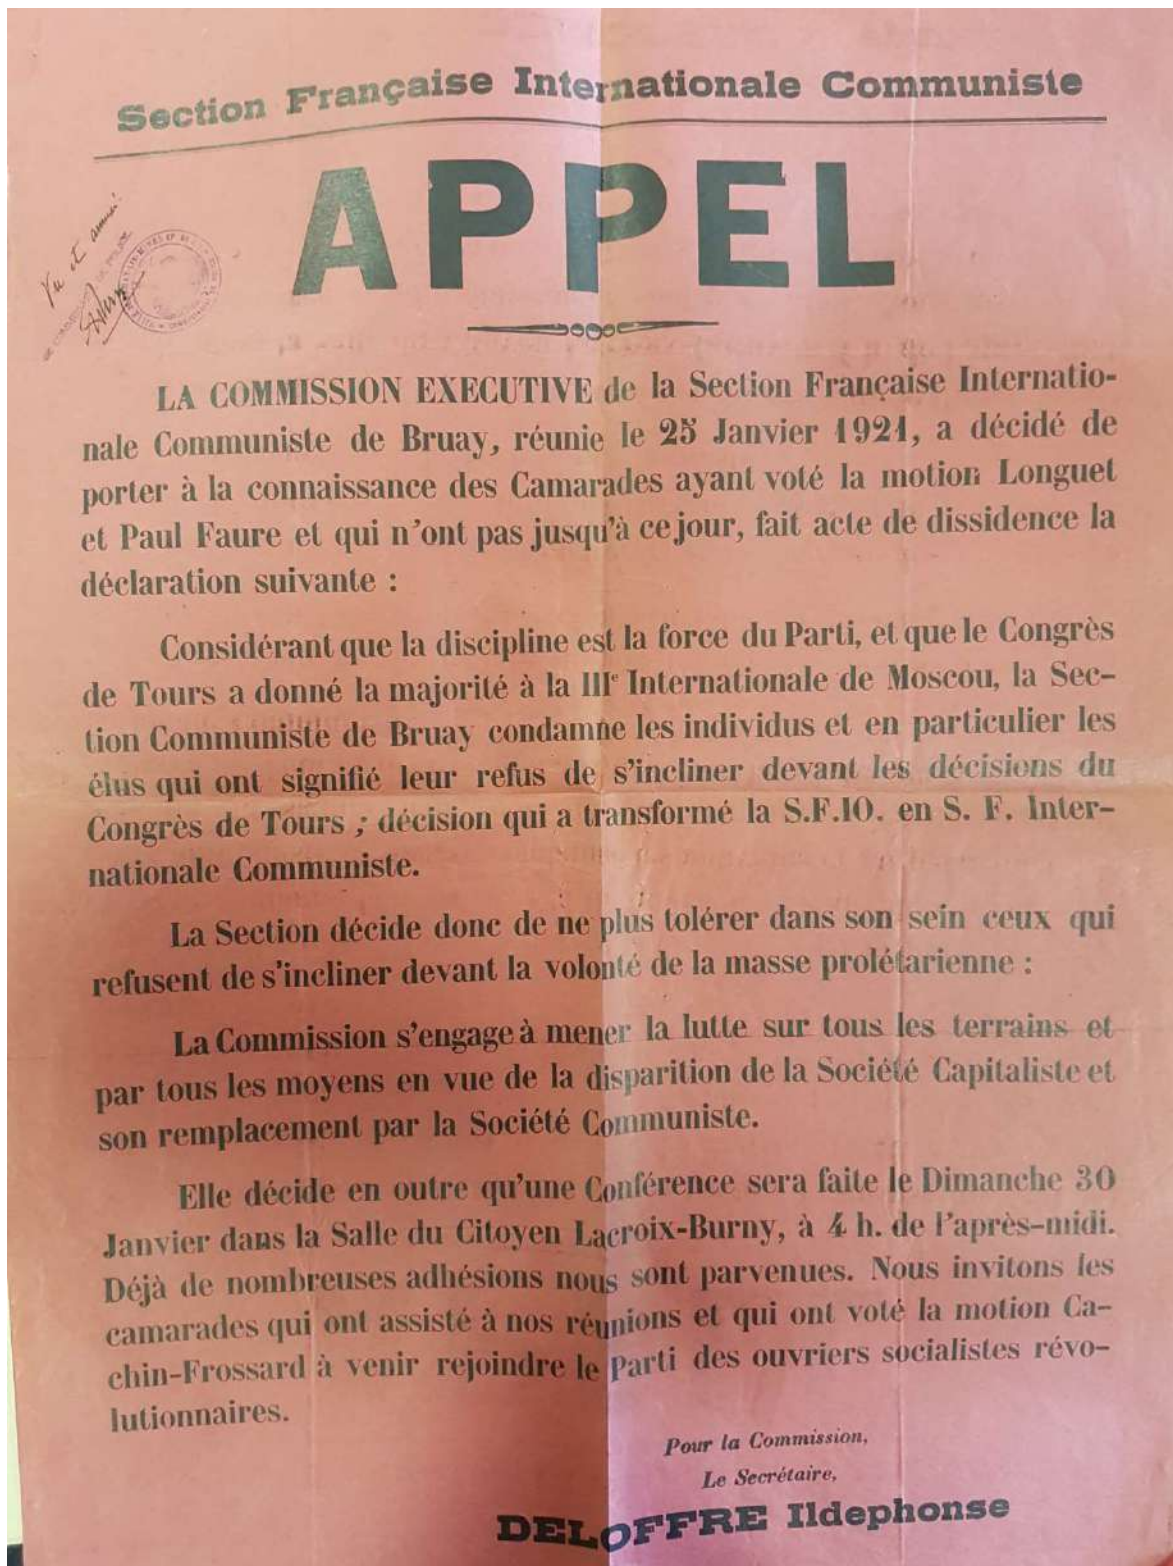 Section Française Internationale Communiste
APPEL
Vu et annexé
LA COMMISSION EXECUTIVE de la Section Française Internatio-
nale Communiste de Bruay, réunie le 25 Janvier 1921, a décidé de
porter à la connaissance des Camarades ayant voté la motion Longuet
et Paul Faure et qui n'ont pas jusqu'à ce jour, fait acte de dissidence la
déclaration suivante :
Considérant que la discipline est la force du Parti, et que le Congrès
de Tours a donné la majorité à la IIIe Internationale de Moscou, la Sec-
tion Communiste de Bruay condamne les individus et en particulier les
élus qui ont signifié leur refus de s'incliner devant les décisions du
Congrès de Tours ; décision qui a transformé la S.F.IO. en S. F. Inter-
nationale Communiste.
La Section décide donc de ne plus tolérer dans son sein ceux qui
refusent de s'incliner devant la volonté de la masse prolétarienne :
La Commission s'engage à mener la lutte sur tous les terrains et
par tous les moyens en vue de la disparition de la Société Capitaliste et
son remplacement par la Société Communiste.
Elle décide en outre qu'une Conférence sera faite le Dimanche 30
Janvier dans la Salle du Citoyen Lacroix-Burny, à 4 h. de l'après-midi.
Déjà de nombreuses adhésions nous sont parvenues. Nous invitons les
camarades qui ont assisté à nos réunions et qui ont voté la motion Ca-
chin-Frossard à venir rejoindre le Parti des ouvriers socialistes révo-
lutionnaires.
Pour la Commission,
Le Secrétaire,
DELOFFRE Ildephonse